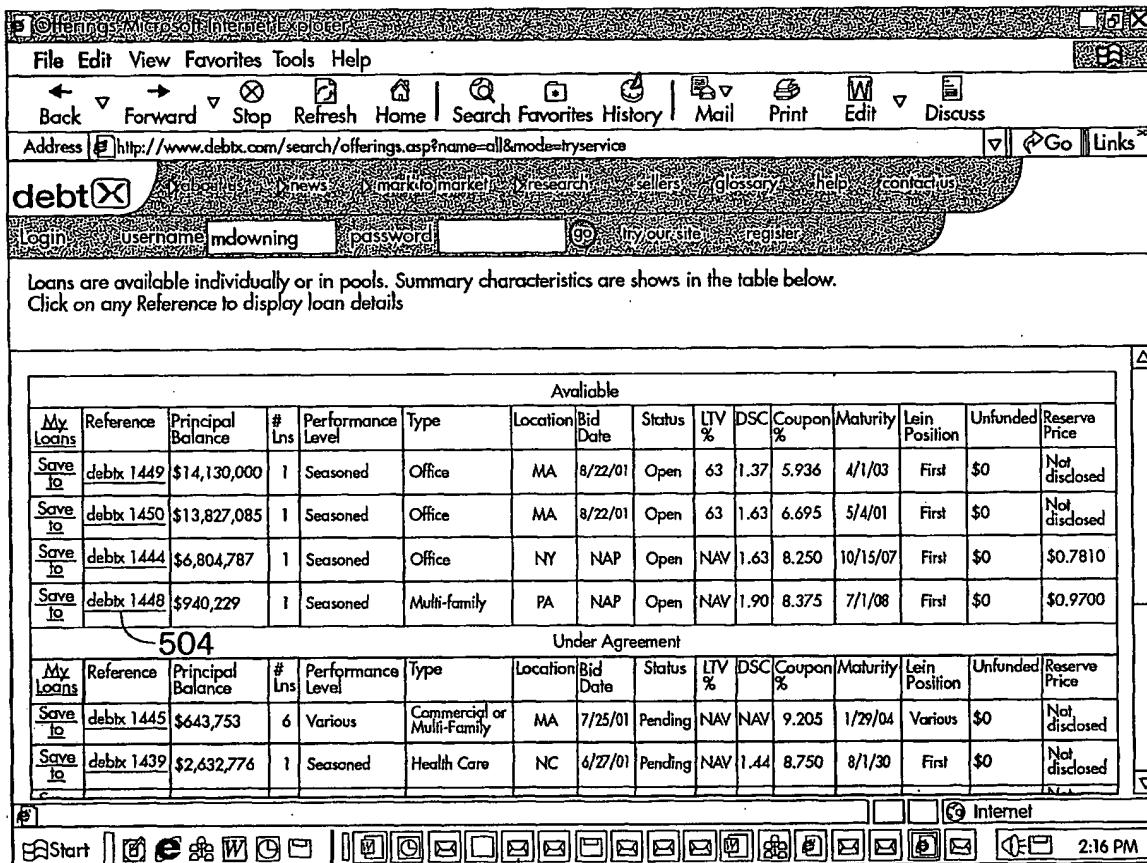 Offerings - Microsoft Internet Explorer
File Edit View Favorites Tools Help
Back Forward Stop Refresh Home Search Favorites History Mail Print Edit Discuss
Address http://www.debtx.com/search/offerings.asp?name=all&mode=tryservice Go Links »
debtX about us news mark to market research sellers glossary help contact us
Login username mdowning password go try our site register
Loans are available individually or in pools. Summary characteristics are shows in the table below.
Click on any Reference to display loan details
Avaliable
My Loans Reference Principal Balance # Lns Performance Level Type Location Bid Date Status LTV % DSC Coupon % Maturity Lein Position Unfunded Reserve Price
Save to debtx 1449 $14,130,000 1 Seasoned Office MA 8/22/01 Open 63 1.37 5.936 4/1/03 First $0 Not disclosed
Save to debtx 1450 $13,827,085 1 Seasoned Office MA 8/22/01 Open 63 1.63 6.695 5/4/01 First $0 Not disclosed
Save to debtx 1444 $6,804,787 1 Seasoned Office NY NAP Open NAV 1.63 8.250 10/15/07 First $0 $0.7810
Save to debtx 1448 $940,229 1 Seasoned Multi-family PA NAP Open NAV 1.90 8.375 7/1/08 First $0 $0.9700
504 Under Agreement
My Loans Reference Principal Balance # Lns Performance Level Type Location Bid Date Status LTV % DSC Coupon % Maturity Lein Position Unfunded Reserve Price
Save to debtx 1445 $643,753 6 Various Commercial or Multi-Family MA 7/25/01 Pending NAV NAV 9.205 1/29/04 Various $0 Not disclosed
Save to debtx 1439 $2,632,776 1 Seasoned Health Care NC 6/27/01 Pending NAV 1.44 8.750 8/1/30 First $0 Not disclosed
Internet
Start 2:16 PM